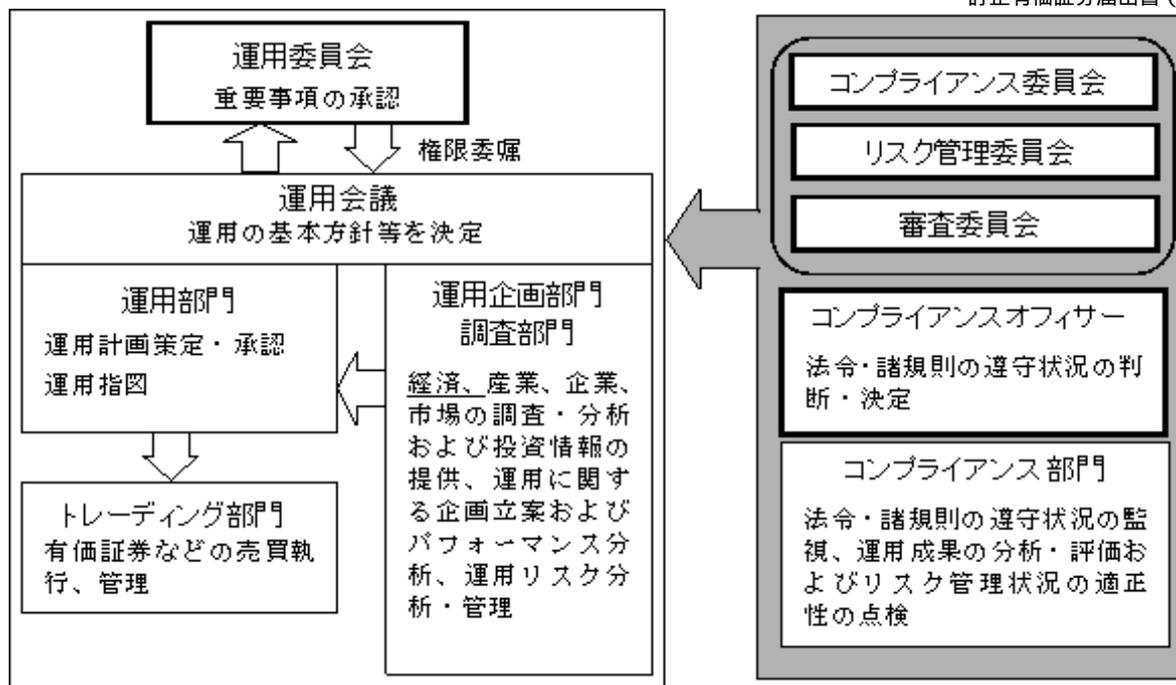 運用委員会
重要事項の承認
権限委嘱
運用会議
運用の基本方針等を決定
運用部門
運用計画策定・承認
運用指図
トレーディング部門
有価証券などの売買執
行、管理
運用企画部門
調査部門
経済、産業、企業、
市場の調査・分析
および投資情報の
提供、運用に関す
る企画立案および
パフォーマンス分
析、運用リスク分
析・管理
コンプライアンス委員会
リスク管理委員会
審査委員会
コンプライアンスオフィサー
法令・諸規則の遵守状況の判
断・決定
コンプライアンス部門
法令・諸規則の遵守状況の監
視、運用成果の分析・評価お
よびリスク管理状況の適正
性の点検